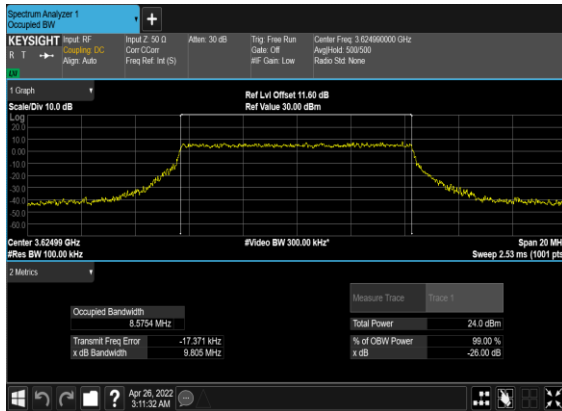 Spectrum Analyzer 1
Occupied BW
KEYSIGHT
Input: RF
Coupling: DC
Align: Auto
Input Z: 50 Ω
Corr CCorr
Freq Ref: Int (S)
Atten: 30 dB
Trig: Free Run
Gate: Off
#IF Gain: Low
Center Freq: 3.624990000 GHz
Avg|Hold: 500/500
Radio Std: None
R T
1 Graph
Scale/Div 10.0 dB
Ref Lvl Offset 11.60 dB
Ref Value 30.00 dBm
Log
20.0
10.0
0.00
-10.0
-20.0
-30.0
-40.0
-50.0
-60.0
Center 3.62499 GHz
#Video BW 300.00 kHz*
Span 20 MH
#Res BW 100.00 kHz
Sweep 2.53 ms (1001 pts
2 Metrics
Measure Trace
Trace 1
Occupied Bandwidth
8.5754 MHz
Total Power
24.0 dBm
Transmit Freq Error
-17.371 kHz
% of OBW Power
99.00 %
x dB Bandwidth
9.805 MHz
x dB
-26.00 dB
?
Apr 26, 2022
3:11:32 AM